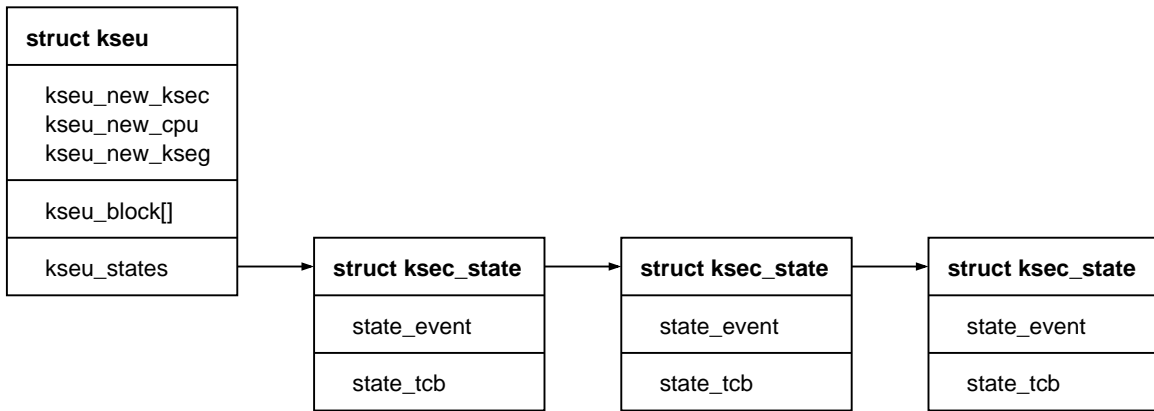 struct kseu
kseu_new_ksec
kseu_new_cpu
kseu_new_kseg
kseu_block[]
kseu_states
struct ksec_state
state_event
state_tcb
struct ksec_state
state_event
state_tcb
struct ksec_state
state_event
state_tcb